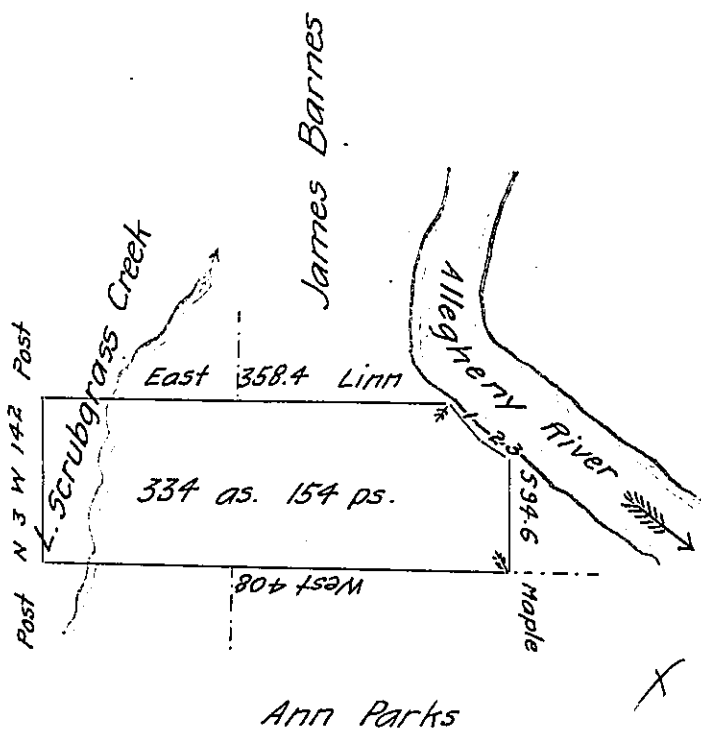 James Barnes
Allegheny River
L. Scrubgrass Creek
Post
N 3 W 142
Post
East 358.4 Linn
1-2-3
334 as. 154 ps.
S 94.6
West 408
Maple
Ann Parks
X